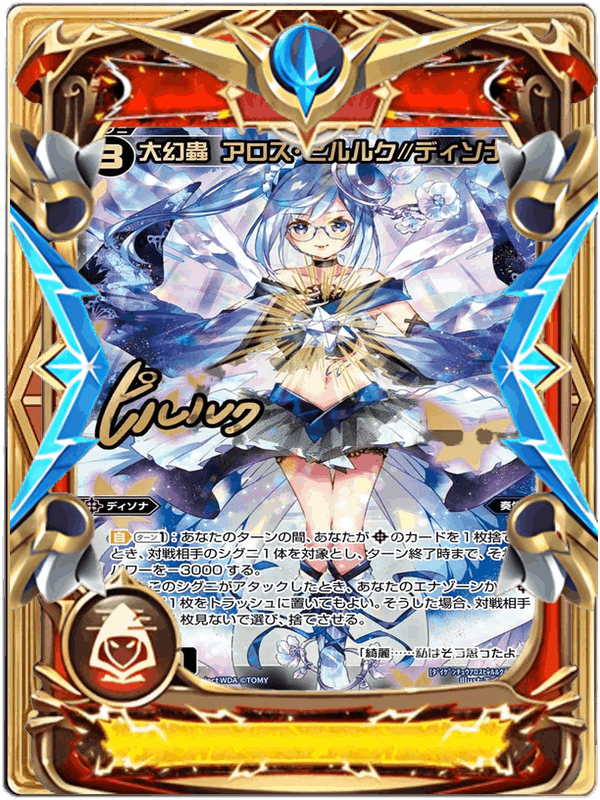 3
大幻蟲 アロス・ピルルク//ディソナ
ピルルク
ディソナ
自 ターン1:あなたのターンの間、あなたが のカードを1枚捨て
とき、対戦相手のシグニ1体を対象とし、ターン終了時まで、そ
パワーを-3000する。
このシグニがアタックしたとき、あなたのエナゾーンか
1枚をトラッシュに置いてもよい。そうした場合、対戦相手
枚見ないで選び、捨てさせる。
「綺麗……私はそう思ったよ
ject WDA ©TOMY